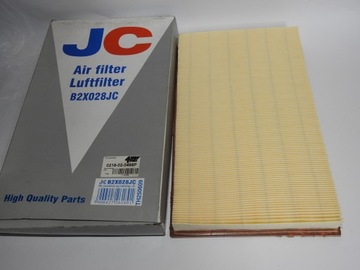 JC
Air filter
Luftfilter
B2X028JC
JC B2X028JC
High Quality Parts